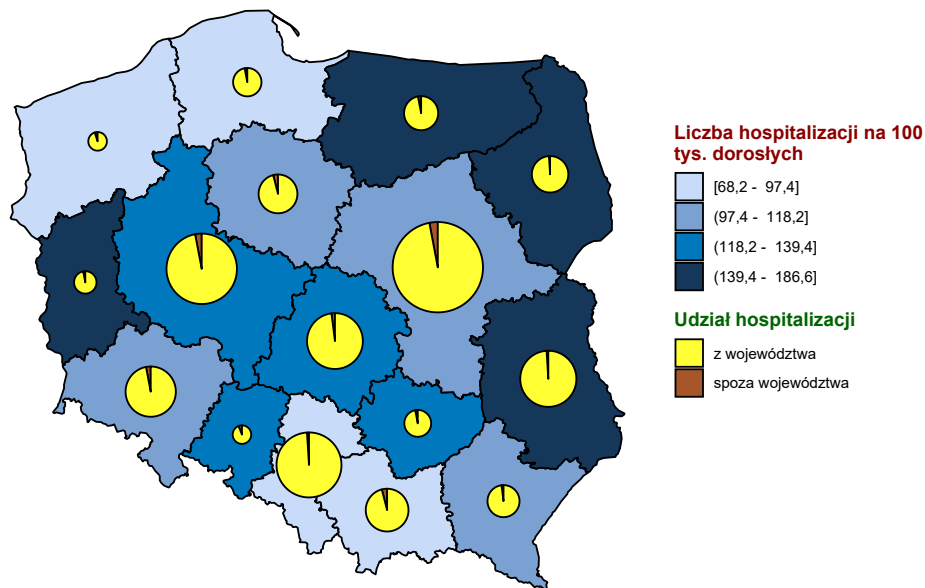 Liczba hospitalizacji na 100
tys. dorosłych
[68,2 - 97,4]
(97,4 - 118,2]
(118,2 - 139,4]
(139,4 - 186,6]
Udział hospitalizacji
z województwa
spoza województwa